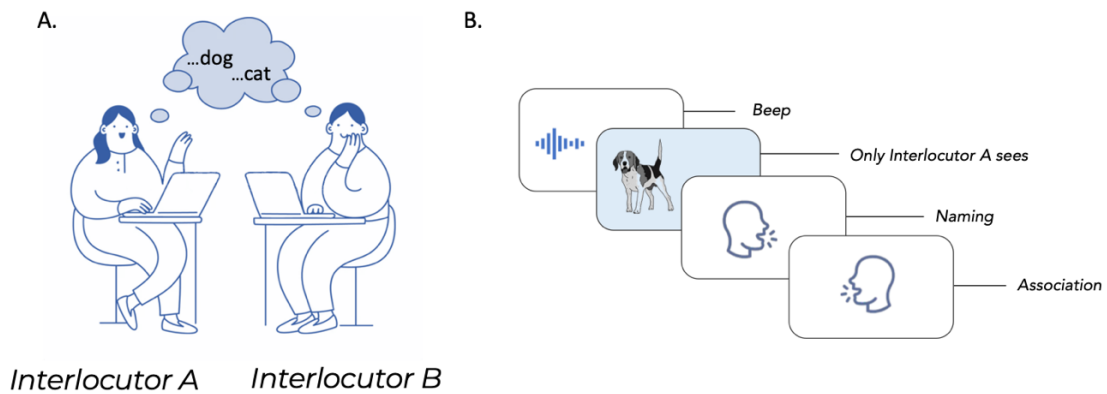 A.
...dog
...cat
Interlocutor A
Interlocutor B
B.
Beep
Only Interlocutor A sees
Naming
Association